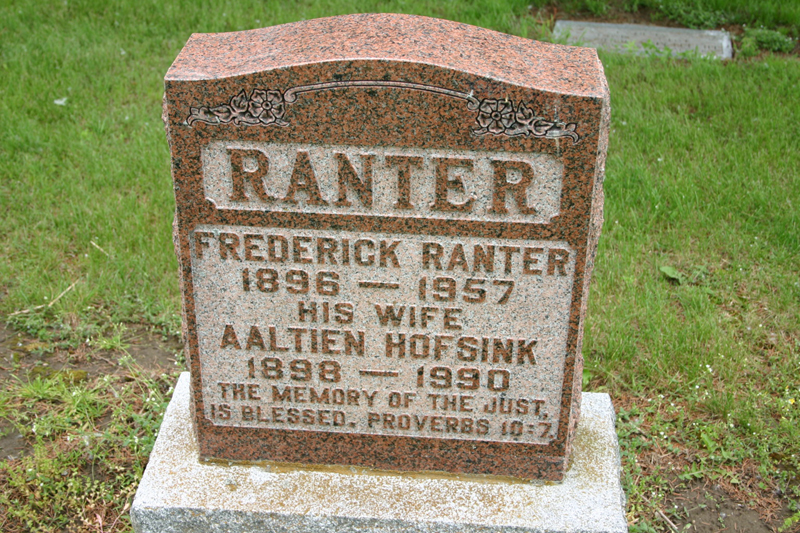 RANTER
FREDERICK RANTER
1896 — 1957
HIS WIFE
AALTIEN HOFSINK
1898 — 1990
THE MEMORY OF THE JUST,
IS BLESSED. PROVERBS 10:7